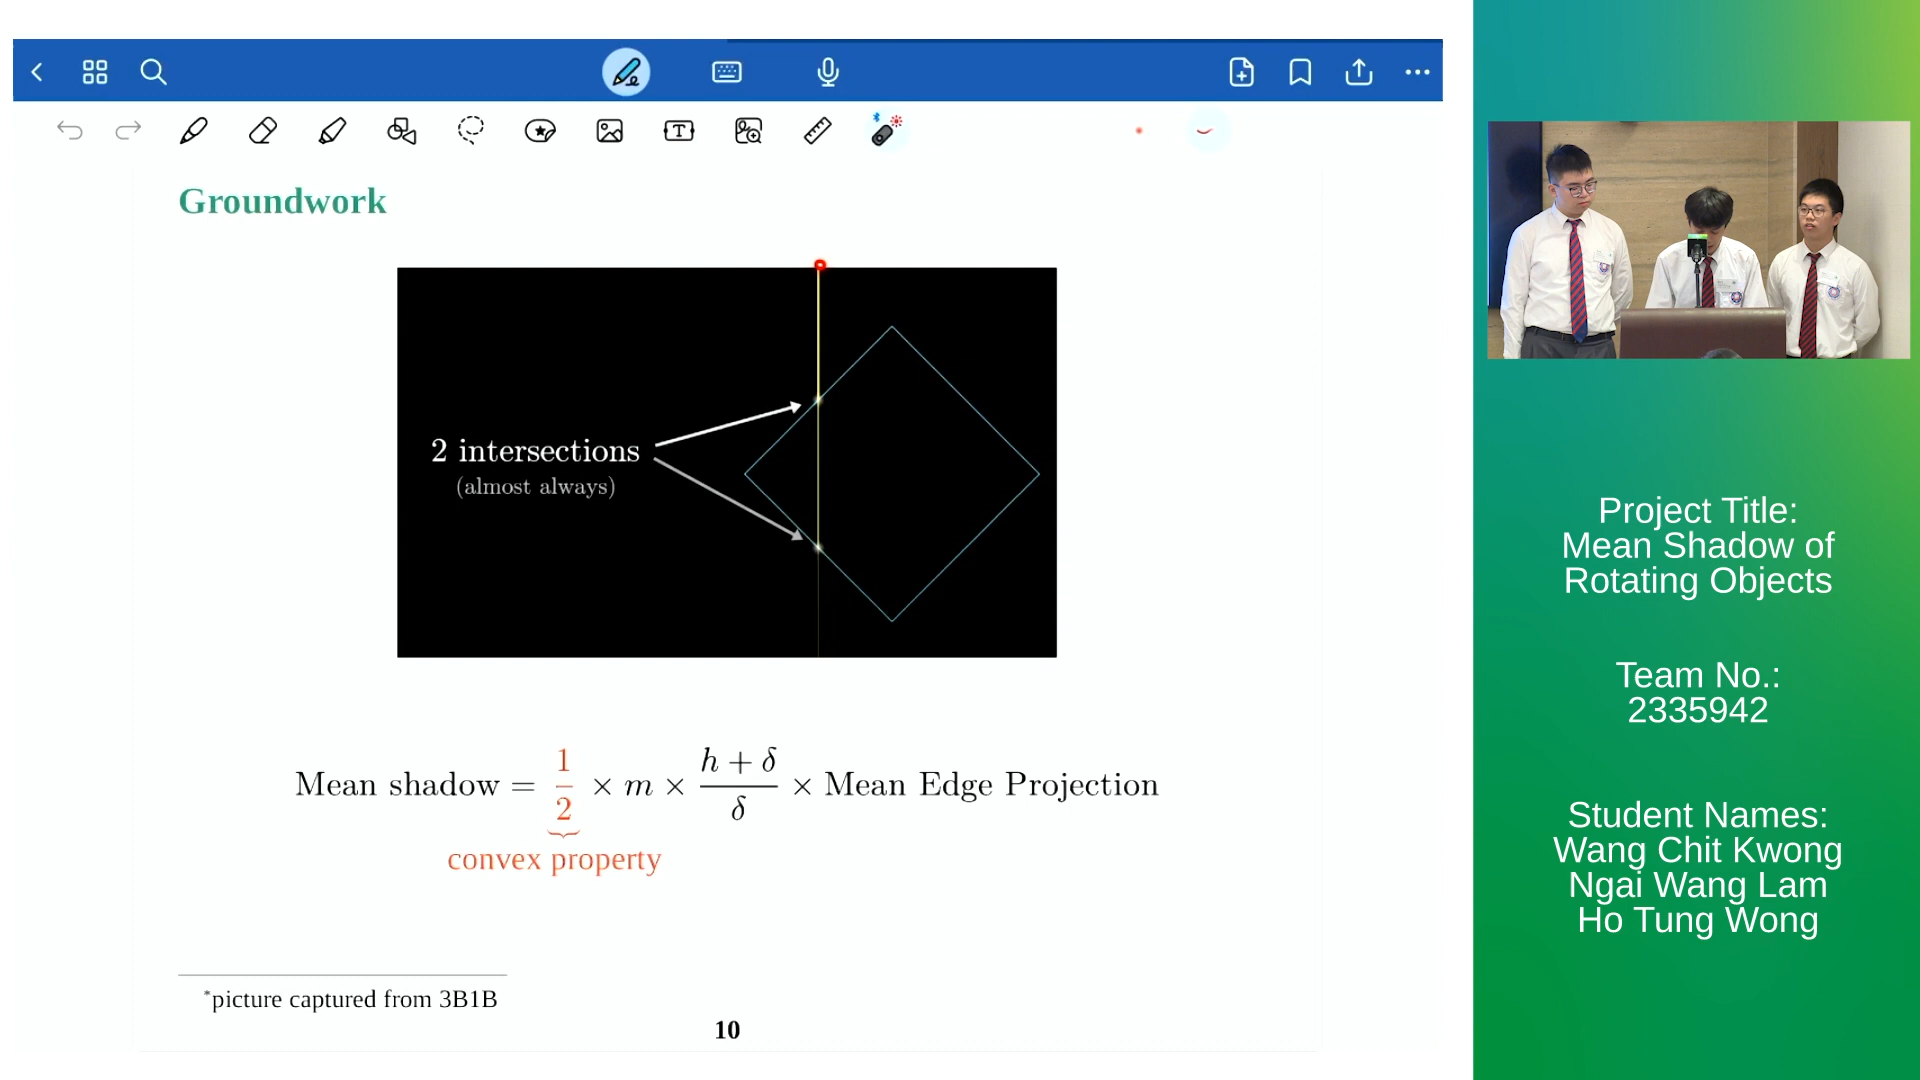 Groundwork
2 intersections
(almost always)
Mean shadow = 1/2 × m × (h + δ)/δ × Mean Edge Projection
convex property
*picture captured from 3B1B
10
Project Title:
Mean Shadow of
Rotating Objects
Team No.:
2335942
Student Names:
Wang Chit Kwong
Ngai Wang Lam
Ho Tung Wong